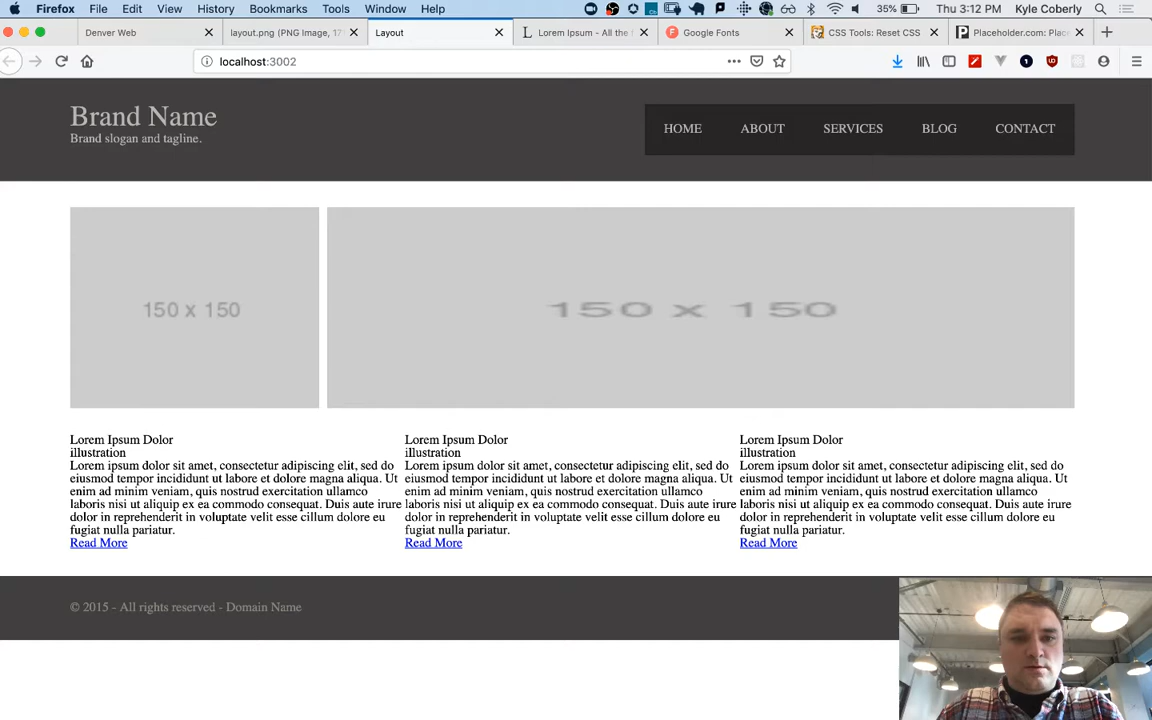 Firefox File Edit View History Bookmarks Tools Window Help 35% Thu 3:12 PM Kyle Coberly
Denver Web
layout.png (PNG Image, 17
Layout
Lorem Ipsum - All the f
Google Fonts
CSS Tools: Reset CSS
Placeholder.com: Plac
localhost:3002
Brand Name
Brand slogan and tagline.
HOME ABOUT SERVICES BLOG CONTACT
150 x 150
150 x 150
Lorem Ipsum Dolor
illustration
Lorem ipsum dolor sit amet, consectetur adipiscing elit, sed do
eiusmod tempor incididunt ut labore et dolore magna aliqua. Ut
enim ad minim veniam, quis nostrud exercitation ullamco
laboris nisi ut aliquip ex ea commodo consequat. Duis aute irure
dolor in reprehenderit in voluptate velit esse cillum dolore eu
fugiat nulla pariatur.
Read More
Lorem Ipsum Dolor
illustration
Lorem ipsum dolor sit amet, consectetur adipiscing elit, sed do
eiusmod tempor incididunt ut labore et dolore magna aliqua. Ut
enim ad minim veniam, quis nostrud exercitation ullamco
laboris nisi ut aliquip ex ea commodo consequat. Duis aute irure
dolor in reprehenderit in voluptate velit esse cillum dolore eu
fugiat nulla pariatur.
Read More
Lorem Ipsum Dolor
illustration
Lorem ipsum dolor sit amet, consectetur adipiscing elit, sed do
eiusmod tempor incididunt ut labore et dolore magna aliqua. Ut
enim ad minim veniam, quis nostrud exercitation ullamco
laboris nisi ut aliquip ex ea commodo consequat. Duis aute irure
dolor in reprehenderit in voluptate velit esse cillum dolore eu
fugiat nulla pariatur.
Read More
© 2015 - All rights reserved - Domain Name